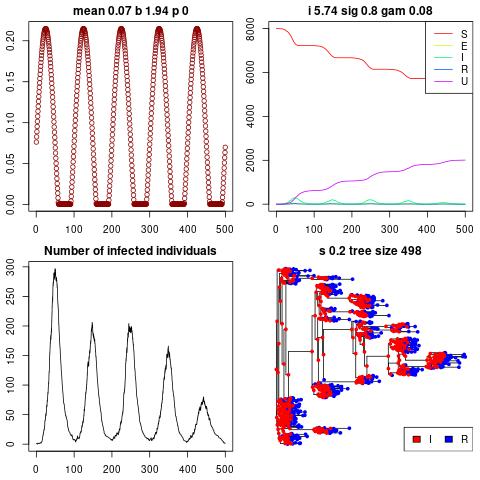 mean 0.07 b 1.94 p 0
0.00 0.05 0.10 0.15 0.20
0 100 200 300 400 500
i 5.74 sig 0.8 gam 0.08
0 2000 4000 6000 8000
0 100 200 300 400 500
S
E
I
R
U
Number of infected individuals
0 50 100 150 200 250 300
0 100 200 300 400 500
s 0.2 tree size 498
I R